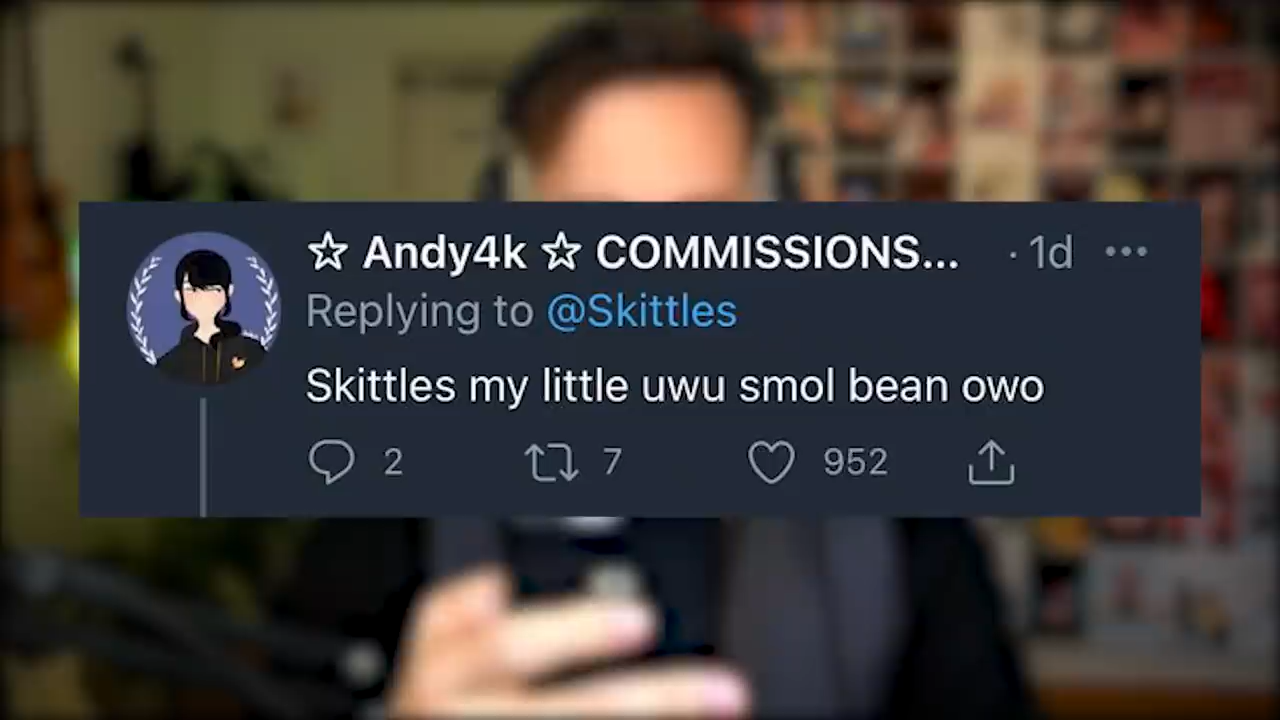 ☆ Andy4k ☆ COMMISSIONS... · 1d ...
Replying to @Skittles
Skittles my little uwu smol bean owo
2 7 952